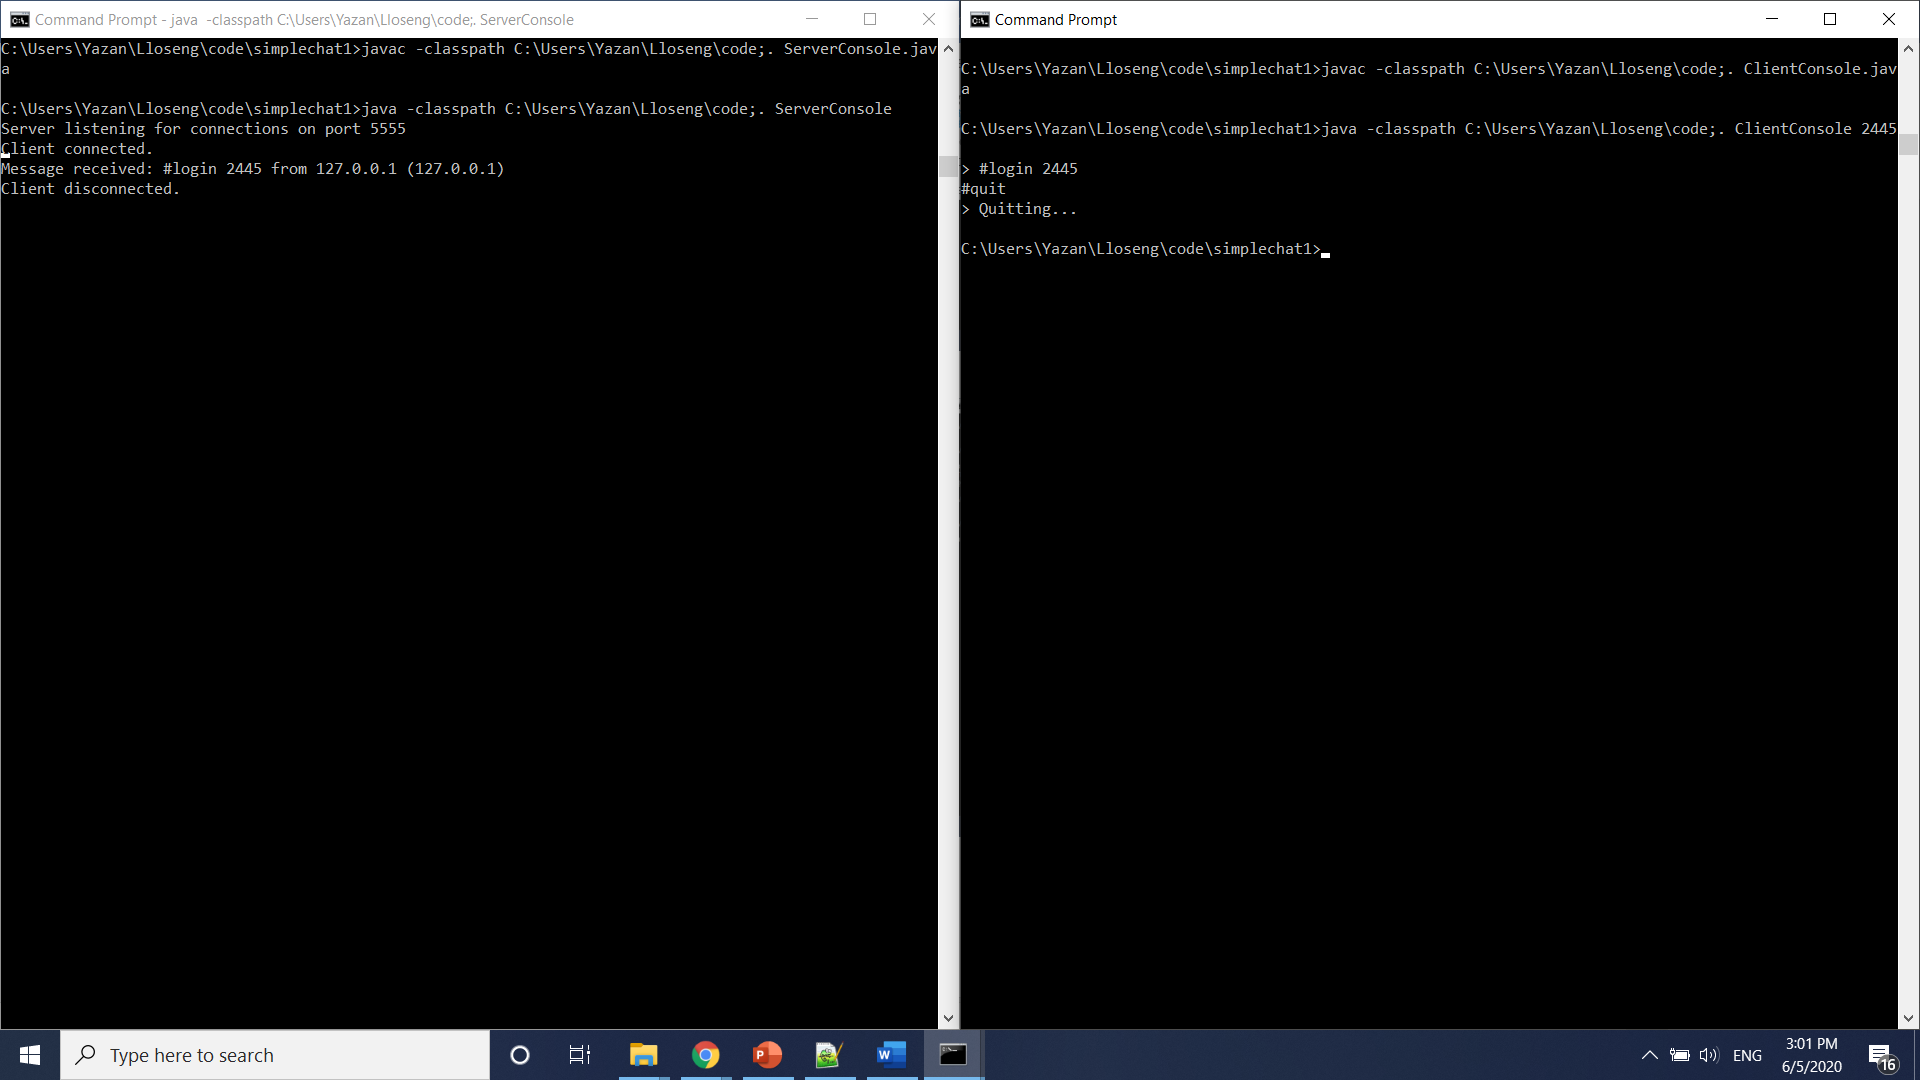 Command Prompt - java  -classpath C:\Users\Yazan\Lloseng\code;. ServerConsole
C:\Users\Yazan\Lloseng\code\simplechat1>javac -classpath C:\Users\Yazan\Lloseng\code;. ServerConsole.jav
a
C:\Users\Yazan\Lloseng\code\simplechat1>java -classpath C:\Users\Yazan\Lloseng\code;. ServerConsole
Server listening for connections on port 5555
Client connected.
Message received: #login 2445 from 127.0.0.1 (127.0.0.1)
Client disconnected.
Command Prompt
C:\Users\Yazan\Lloseng\code\simplechat1>javac -classpath C:\Users\Yazan\Lloseng\code;. ClientConsole.jav
a
C:\Users\Yazan\Lloseng\code\simplechat1>java -classpath C:\Users\Yazan\Lloseng\code;. ClientConsole 2445
> #login 2445
#quit
> Quitting...
C:\Users\Yazan\Lloseng\code\simplechat1>
Type here to search
ENG
3:01 PM
6/5/2020
16